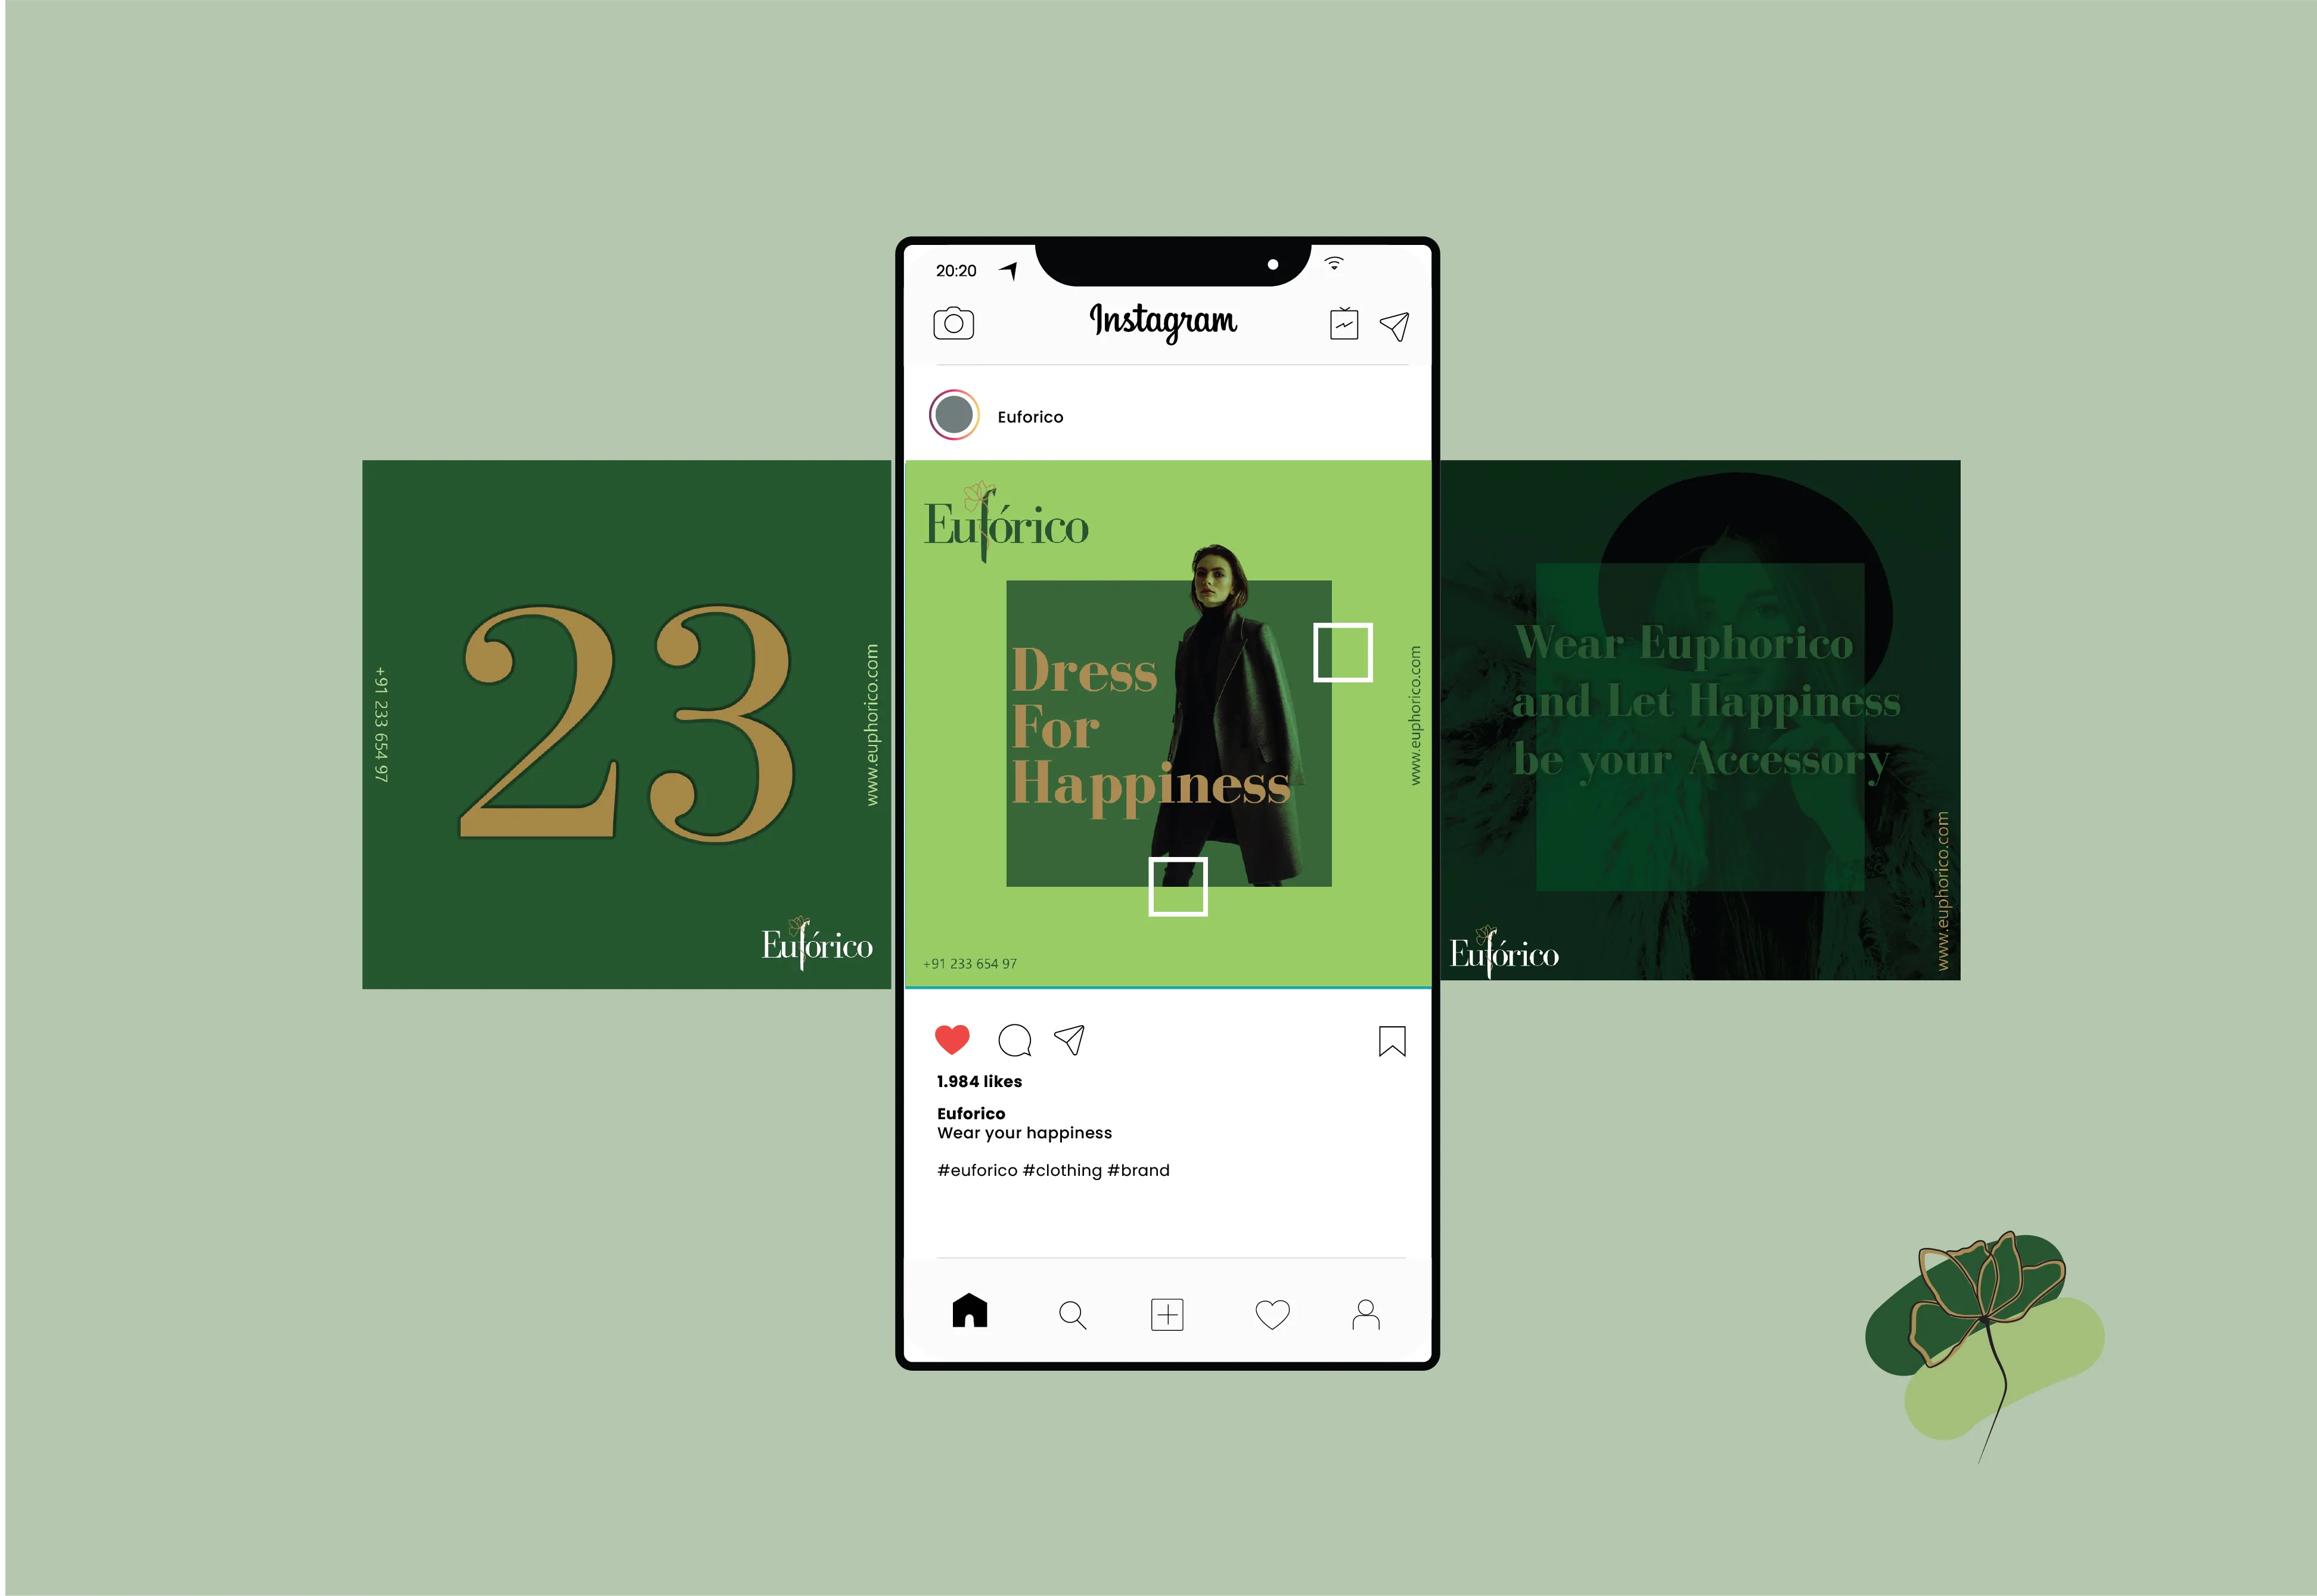 23
+91 233 654 97
www.euphorico.com
Eufórico
20:20
Instagram
Euforico
Eufórico
Dress
For
Happiness
www.euphorico.com
+91 233 654 97
1.984 likes
Euforico
Wear your happiness
#euforico #clothing #brand
Wear Euphorico
and Let Happiness
be your Accessory
www.euphorico.com
Eufórico